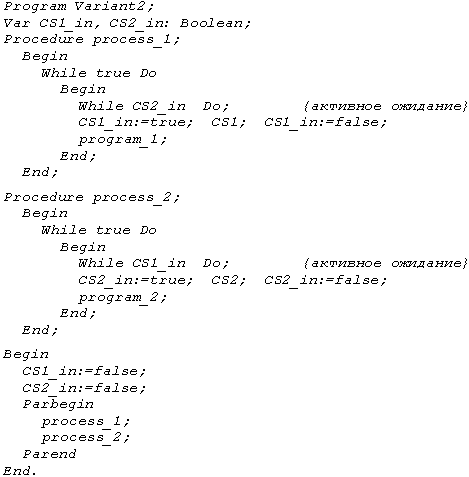 Program Variant2;
Var CS1_in, CS2_in: Boolean;
Procedure process_1;
Begin
While true Do
Begin
While CS2_in Do; {активное ожидание}
CS1_in:=true; CS1; CS1_in:=false;
program_1;
End;
End;
Procedure process_2;
Begin
While true Do
Begin
While CS1_in Do; {активное ожидание}
CS2_in:=true; CS2; CS2_in:=false;
program_2;
End;
End;
Begin
CS1_in:=false;
CS2_in:=false;
Parbegin
process_1;
process_2;
Parend
End.